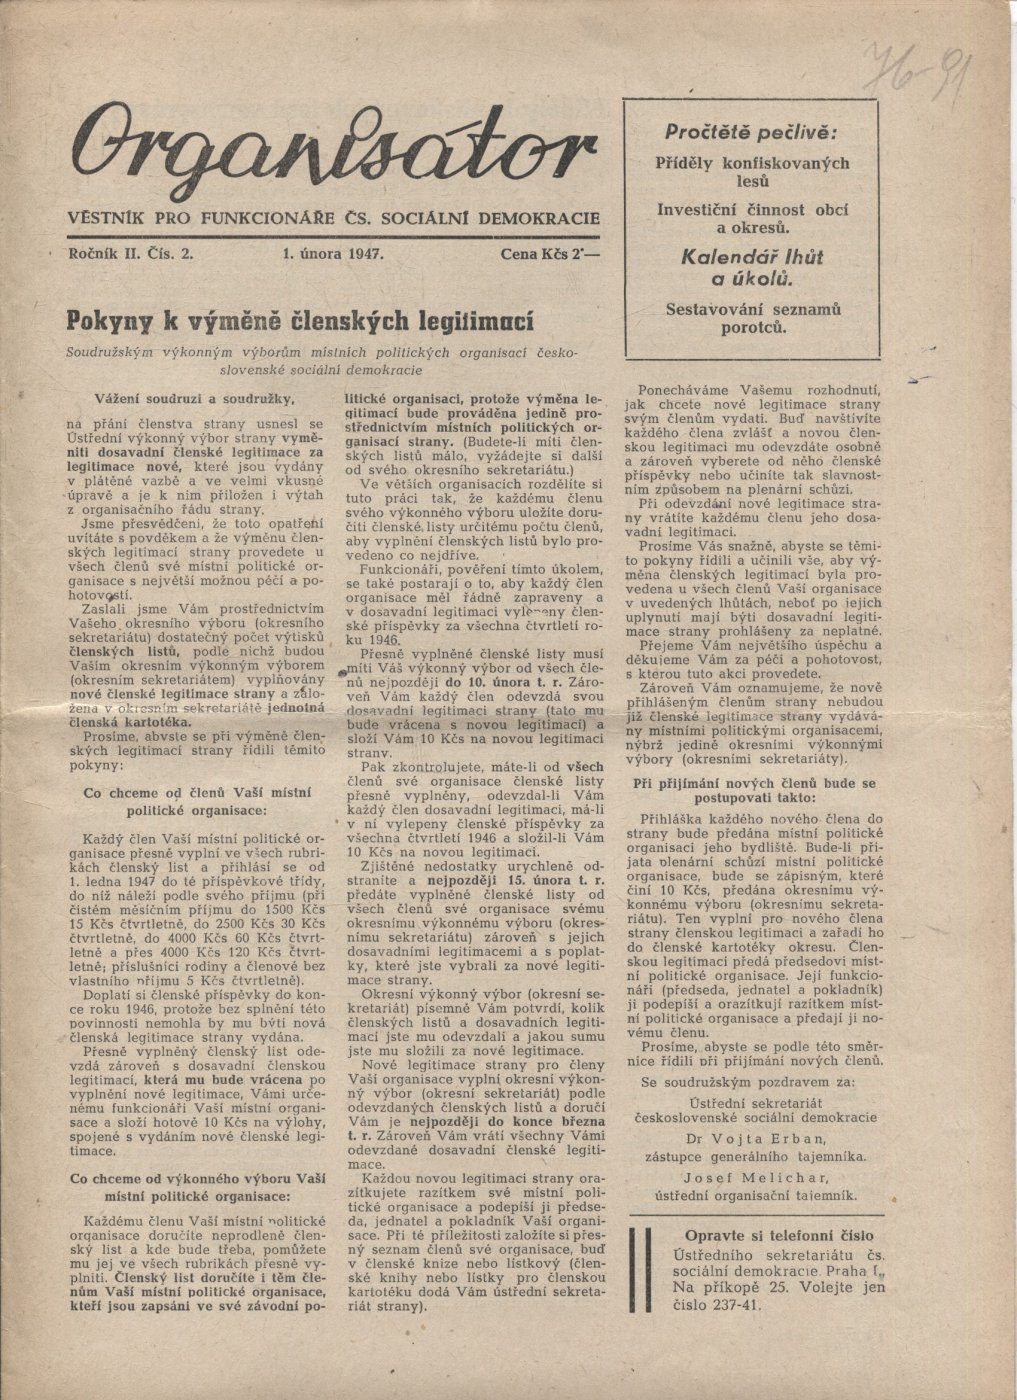 76-91
Organisátor
VĚSTNÍK PRO FUNKCIONÁŘE ČS. SOCIÁLNÍ DEMOKRACIE
Ročník II. Čís. 2.
1. února 1947.
Cena Kčs 2·—
Pročtětě pečlivě:
Příděly konfiskovaných
lesů
Investiční činnost obcí
a okresů.
Kalendář lhůt
a úkolů.
Sestavování seznamů
porotců.
Pokyny k výměně členských legitimací
Soudružským výkonným výborům místních politických organisací česko-
slovenské sociální demokracie
Vážení soudruzi a soudružky,
na přání členstva strany usnesl se
Ústřední výkonný výbor strany vymě-
niti dosavadní členské legitimace za
legitimace nové, které jsou vydány
v plátěné vazbě a ve velmi vkusné
úpravě a je k nim přiložen i výtah
z organisačního řádu strany.
Jsme přesvědčeni, že toto opatření
uvítáte s povděkem a že výměnu člen-
ských legitimací strany provedete u
všech členů své místní politické or-
ganisace s největší možnou péčí a po-
hotovostí.
Zaslali jsme Vám prostřednictvím
Vašeho okresního výboru (okresního
sekretariátu) dostatečný počet výtisků
členských listů, podle nichž budou
Vaším okresním výkonným výborem
(okresním sekretariátem) vyplňovány
nové členské legitimace strany a zalo-
žena v okresním sekretariátě jednotná
členská kartotéka.
Prosíme, abyste se při výměně člen-
ských legitimací strany řídili těmito
pokyny:
Co chceme od členů Vaší místní
politické organisace:
Každý člen Vaší místní politické or-
ganisace přesně vyplní ve všech rubri-
kách členský list a přihlásí se od
1. ledna 1947 do té příspěvkové třídy,
do níž náleží podle svého příjmu (při
čistém měsíčním příjmu do 1500 Kčs
15 Kčs čtvrtletně, do 2500 Kčs 30 Kčs
čtvrtletně, do 4000 Kčs 60 Kčs čtvrt-
letně a přes 4000 Kčs 120 Kčs čtvrt-
letně; příslušníci rodiny a členové bez
vlastního příjmu 5 Kčs čtvrtletně).
Doplatí si členské příspěvky do kon-
ce roku 1946, protože bez splnění této
povinnosti nemohla by mu býti nová
členská legitimace strany vydána.
Přesně vyplněný členský list ode-
vzdá zároveň s dosavadní členskou
legitimací, která mu bude vrácena po
vyplnění nové legitimace, Vámi urče-
nému funkcionáři Vaší místní organi-
sace a složí hotově 10 Kčs na výlohy,
spojené s vydáním nové členské legi-
timace.
Co chceme od výkonného výboru Vaší
místní politické organisace:
Každému členu Vaší místní politické
organisace doručíte neprodleně člen-
ský list a kde bude třeba, pomůžete
mu jej ve všech rubrikách přesně vy-
plniti. Členský list doručíte i těm čle-
nům Vaší místní politické organisace,
kteří jsou zapsáni ve své závodní po-
litické organisaci, protože výměna le-
gitimací bude prováděna jedině pro-
střednictvím místních politických or-
ganisací strany. (Budete-li míti člen-
ských listů málo, vyžádejte si další
od svého okresního sekretariátu.)
Ve větších organisacích rozdělíte si
tuto práci tak, že každému členu
svého výkonného výboru uložíte doru-
čiti členské listy určitému počtu členů,
aby vyplnění členských listů bylo pro-
vedeno co nejdříve.
Funkcionáři, pověření tímto úkolem,
se také postarají o to, aby každý člen
organisace měl řádně zapraveny a
v dosavadní legitimaci vylepeny člen-
ské příspěvky za všechna čtvrtletí ro-
ku 1946.
Přesně vyplněné členské listy musí
míti Váš výkonný výbor od všech čle-
nů nejpozději do 10. února t. r. Záro-
veň Vám každý člen odevzdá svou
dosavadní legitimaci strany (tato mu
bude vrácena s novou legitimací) a
složí Vám 10 Kčs na novou legitimaci
strany.
Pak zkontrolujete, máte-li od všech
členů své organisace členské listy
přesně vyplněny, odevzdal-li Vám
každý člen dosavadní legitimaci, má-li
v ní vylepeny členské příspěvky za
všechna čtvrtletí 1946 a složil-li Vám
10 Kčs na novou legitimaci.
Zjištěné nedostatky urychleně od-
straníte a nejpozději 15. února t. r.
předáte vyplněné členské listy od
všech členů své organisace svému
okresnímu výkonnému výboru (okres-
nímu sekretariátu) zároveň s jejich
dosavadními legitimacemi a s poplat-
ky, které jste vybrali za nové legiti-
mace strany.
Okresní výkonný výbor (okresní se-
kretariát) písemně Vám potvrdí, kolik
členských listů a dosavadních legiti-
mací jste mu odevzdali a jakou sumu
jste mu složili za nové legitimace.
Nové legitimace strany pro členy
Vaší organisace vyplní okresní výkon-
ný výbor (okresní sekretariát) podle
odevzdaných členských listů a doručí
Vám je nejpozději do konce března
t. r. Zároveň Vám vrátí všechny Vámi
odevzdané dosavadní členské legiti-
mace.
Každou novou legitimaci strany ora-
zítkujete razítkem své místní poli-
tické organisace a podepíší ji předse-
da, jednatel a pokladník Vaší organi-
sace. Při té příležitosti založíte si přes-
ný seznam členů své organisace, buď
v členské knize nebo lístkový (člen-
ské knihy nebo lístky pro členskou
kartotéku dodá Vám ústřední sekreta-
riát strany).
Ponecháváme Vašemu rozhodnutí,
jak chcete nové legitimace strany
svým členům vydati. Buď navštívíte
každého člena zvlášť a novou člen-
skou legitimaci mu odevzdáte osobně
a zároveň vyberete od něho členské
příspěvky nebo učiníte tak slavnost-
ním způsobem na plenární schůzi.
Při odevzdání nové legitimace stra-
ny vrátíte každému členu jeho dosa-
vadní legitimaci.
Prosíme Vás snažně, abyste se těmi-
to pokyny řídili a učinili vše, aby vý-
měna členských legitimací byla pro-
vedena u všech členů Vaší organisace
v uvedených lhůtách, neboť po jejich
uplynutí mají býti dosavadní legiti-
mace strany prohlášeny za neplatné.
Přejeme Vám největšího úspěchu a
děkujeme Vám za péči a pohotovost,
s kterou tuto akci provedete.
Zároveň Vám oznamujeme, že nově
přihlášeným členům strany nebudou
již členské legitimace strany vydává-
ny místními politickými organisacemi,
nýbrž jedině okresními výkonnými
výbory (okresními sekretariáty).
Při přijímání nových členů bude se
postupovati takto:
Přihláška každého nového člena do
strany bude předána místní politické
organisaci jeho bydliště. Bude-li při-
jata plenární schůzí místní politické
organisace, bude se zápisným, které
činí 10 Kčs, předána okresnímu vý-
konnému výboru (okresnímu sekreta-
riátu). Ten vyplní pro nového člena
strany členskou legitimaci a zařadí ho
do členské kartotéky okresu. Člen-
skou legitimaci předá předsedovi míst-
ní politické organisace. Její funkcio-
náři (předseda, jednatel a pokladník)
ji podepíší a orazítkují razítkem míst-
ní politické organisace a předají ji no-
vému členu.
Prosíme, abyste se podle této směr-
nice řídili při přijímání nových členů.
Se soudružským pozdravem za:
Ústřední sekretariát
československé sociální demokracie
Dr Vojta Erban,
zástupce generálního tajemníka.
Josef Melichar,
ústřední organisační tajemník.
Opravte si telefonní číslo
Ústředního sekretariátu čs.
sociální demokracie. Praha I.,
Na příkopě 25. Volejte jen
číslo 237-41.